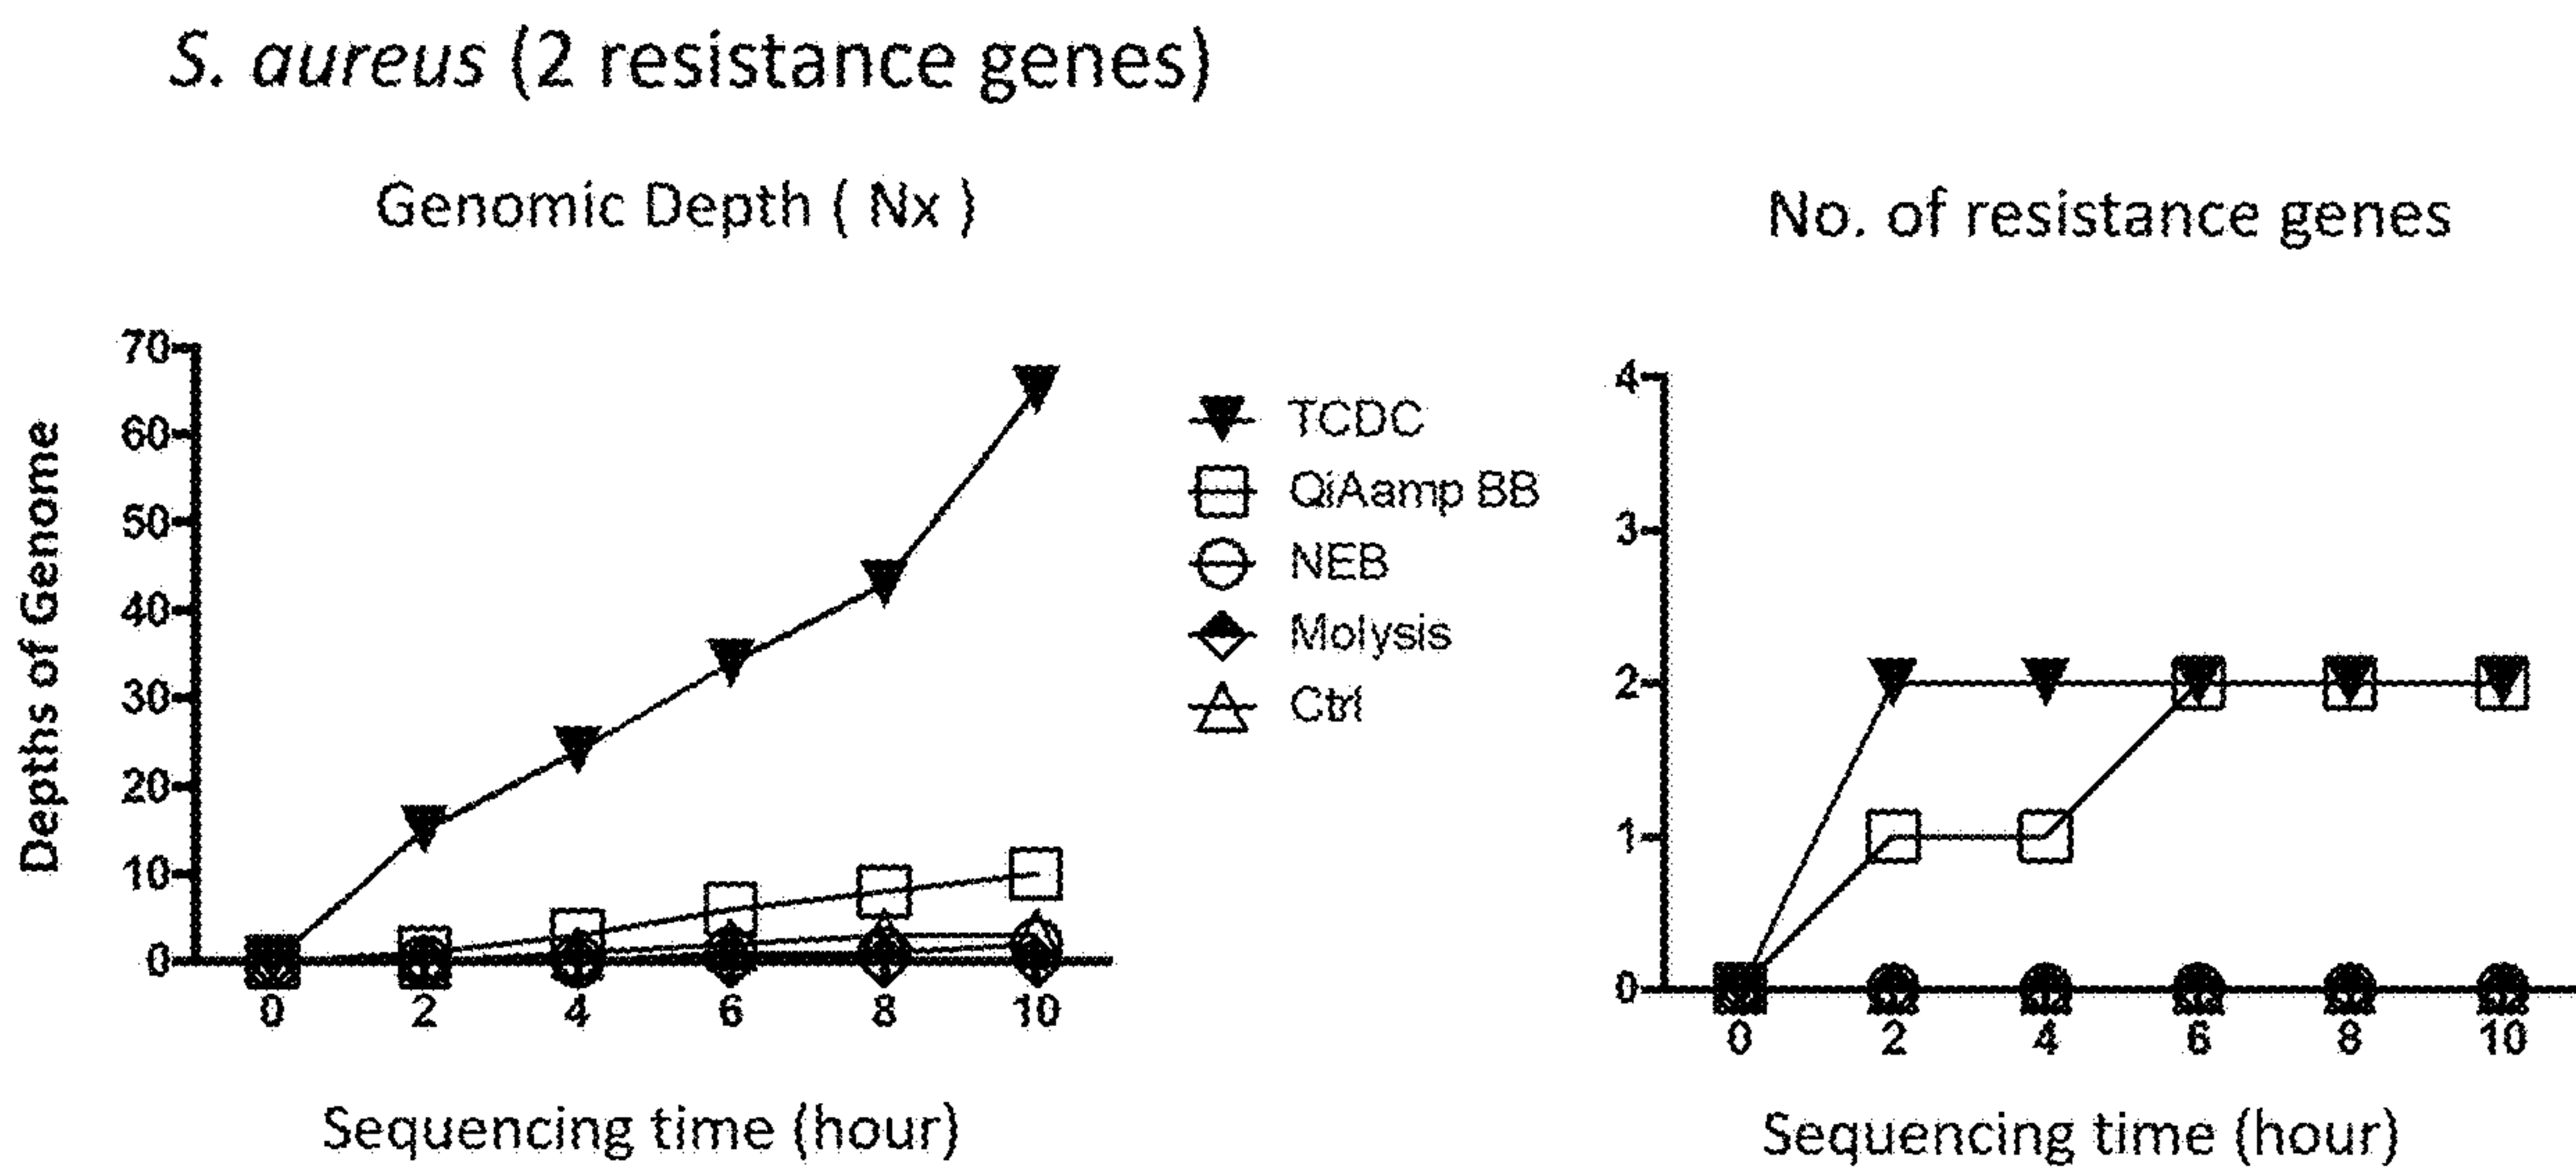 S. aureus (2 resistance genes)
Genomic Depth ( Nx )
Depths of Genome
70
60
50
40
30
20
10
0
0 2 4 6 8 10
Sequencing time (hour)
TCDC
QiAamp BB
NEB
Molysis
Ctrl
No. of resistance genes
4
3
2
1
0
0 2 4 6 8 10
Sequencing time (hour)